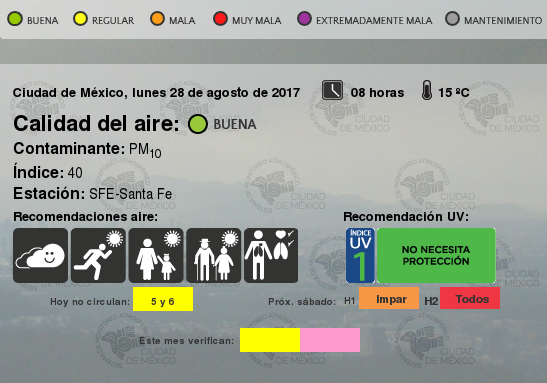 BUENA REGULAR MALA MUY MALA EXTREMADAMENTE MALA MANTENIMIENTO
Ciudad de México, lunes 28 de agosto de 2017 08 horas 15 ºC
Calidad del aire: BUENA
Contaminante: PM10
Índice: 40
Estación: SFE-Santa Fe
Recomendaciones aire: Recomendación UV:
ÍNDICE
UV
1
NO NECESITA
PROTECCIÓN
Hoy no circulan: 5 y 6 Próx. sábado: H1 Impar H2 Todos
Este mes verifican:
CIUDAD
DE MÉXICO